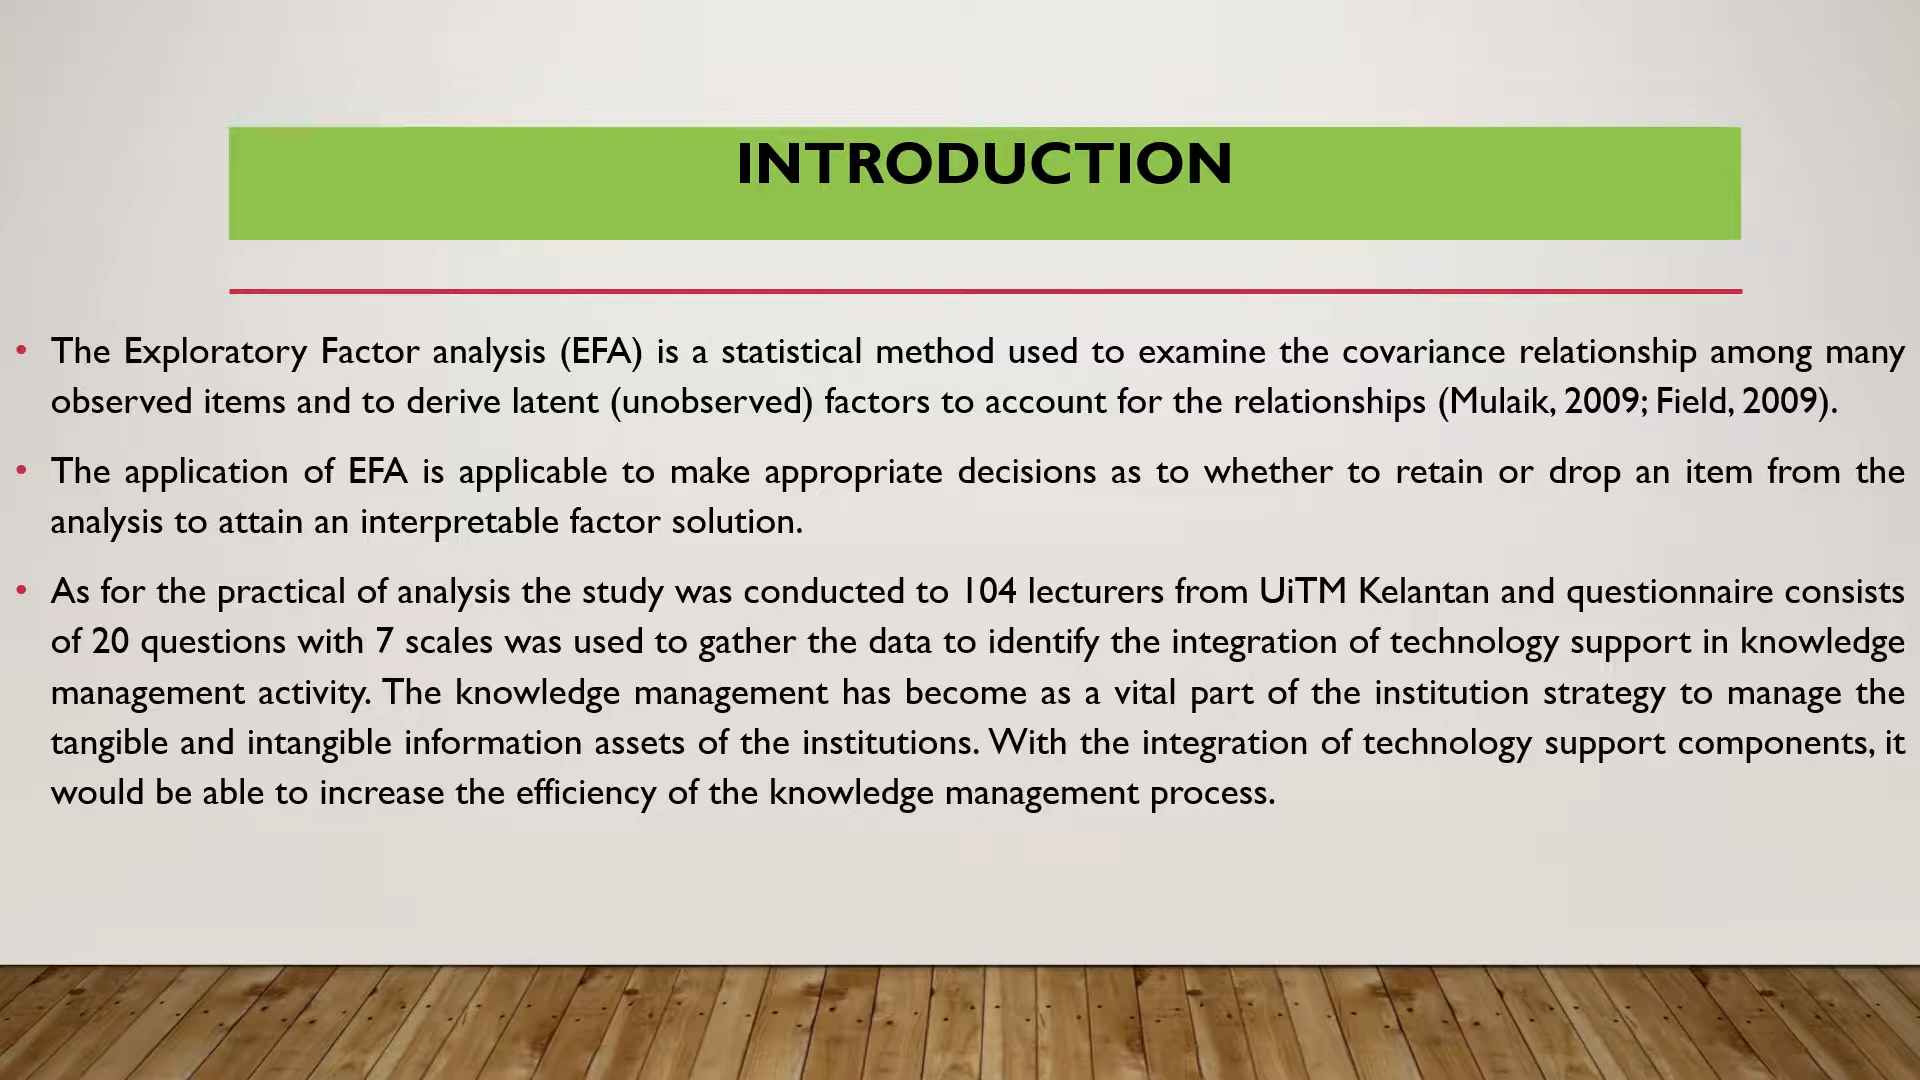 INTRODUCTION
• The Exploratory Factor analysis (EFA) is a statistical method used to examine the covariance relationship among many
observed items and to derive latent (unobserved) factors to account for the relationships (Mulaik, 2009; Field, 2009).
• The application of EFA is applicable to make appropriate decisions as to whether to retain or drop an item from the
analysis to attain an interpretable factor solution.
• As for the practical of analysis the study was conducted to 104 lecturers from UiTM Kelantan and questionnaire consists
of 20 questions with 7 scales was used to gather the data to identify the integration of technology support in knowledge
management activity. The knowledge management has become as a vital part of the institution strategy to manage the
tangible and intangible information assets of the institutions. With the integration of technology support components, it
would be able to increase the efficiency of the knowledge management process.